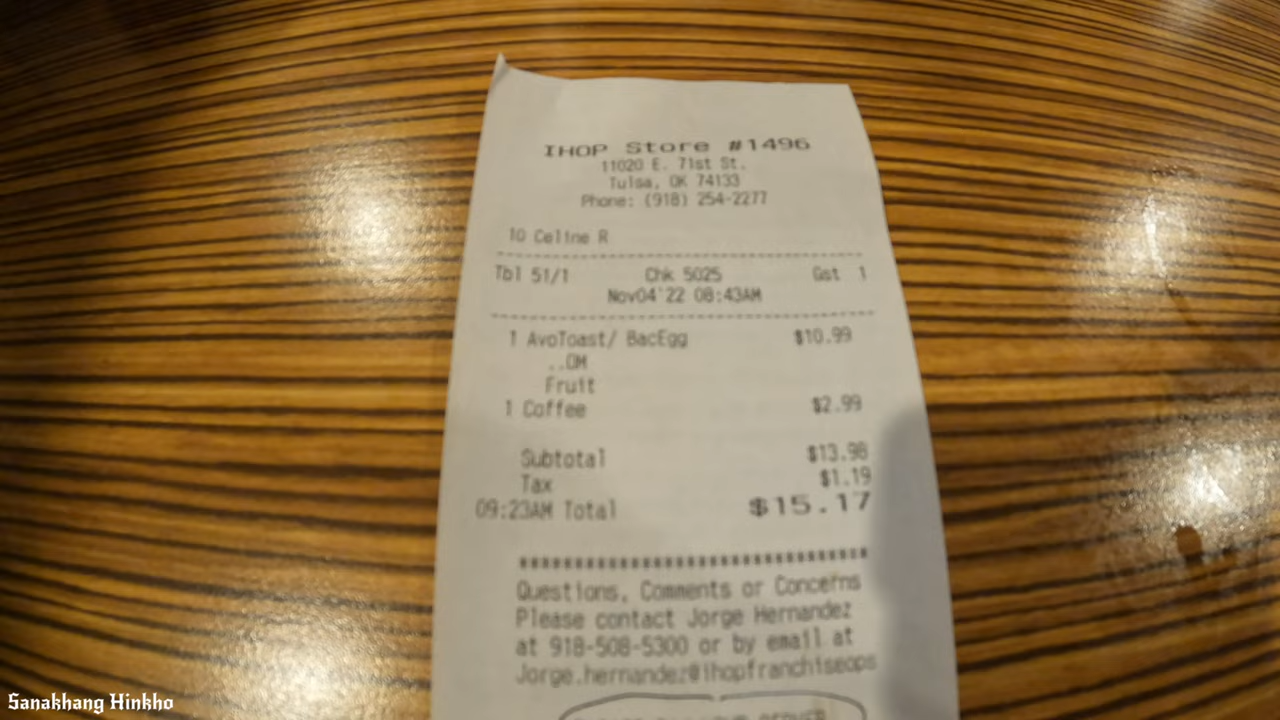 IHOP Store #1496
11020 E. 71st St.
Tulsa, OK 74133
Phone: (918) 254-2277
10 Celine R
Tbl 51/1 Chk 5025 Gst 1
Nov04'22 08:43AM
1 AvoToast/ BacEgg $10.99
..OM
Fruit
1 Coffee $2.99
Subtotal $13.98
Tax $1.19
09:23AM Total $15.17
Questions, Comments or Concerns
Please contact Jorge Hernandez
at 918-508-5300 or by email at
Jorge.hernandez@ihopfranchiseops
Sanakhang Hinkho